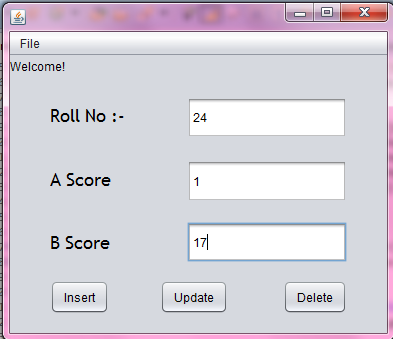 File
Welcome!
Roll No :- 24
A Score 1
B Score 17
Insert Update Delete